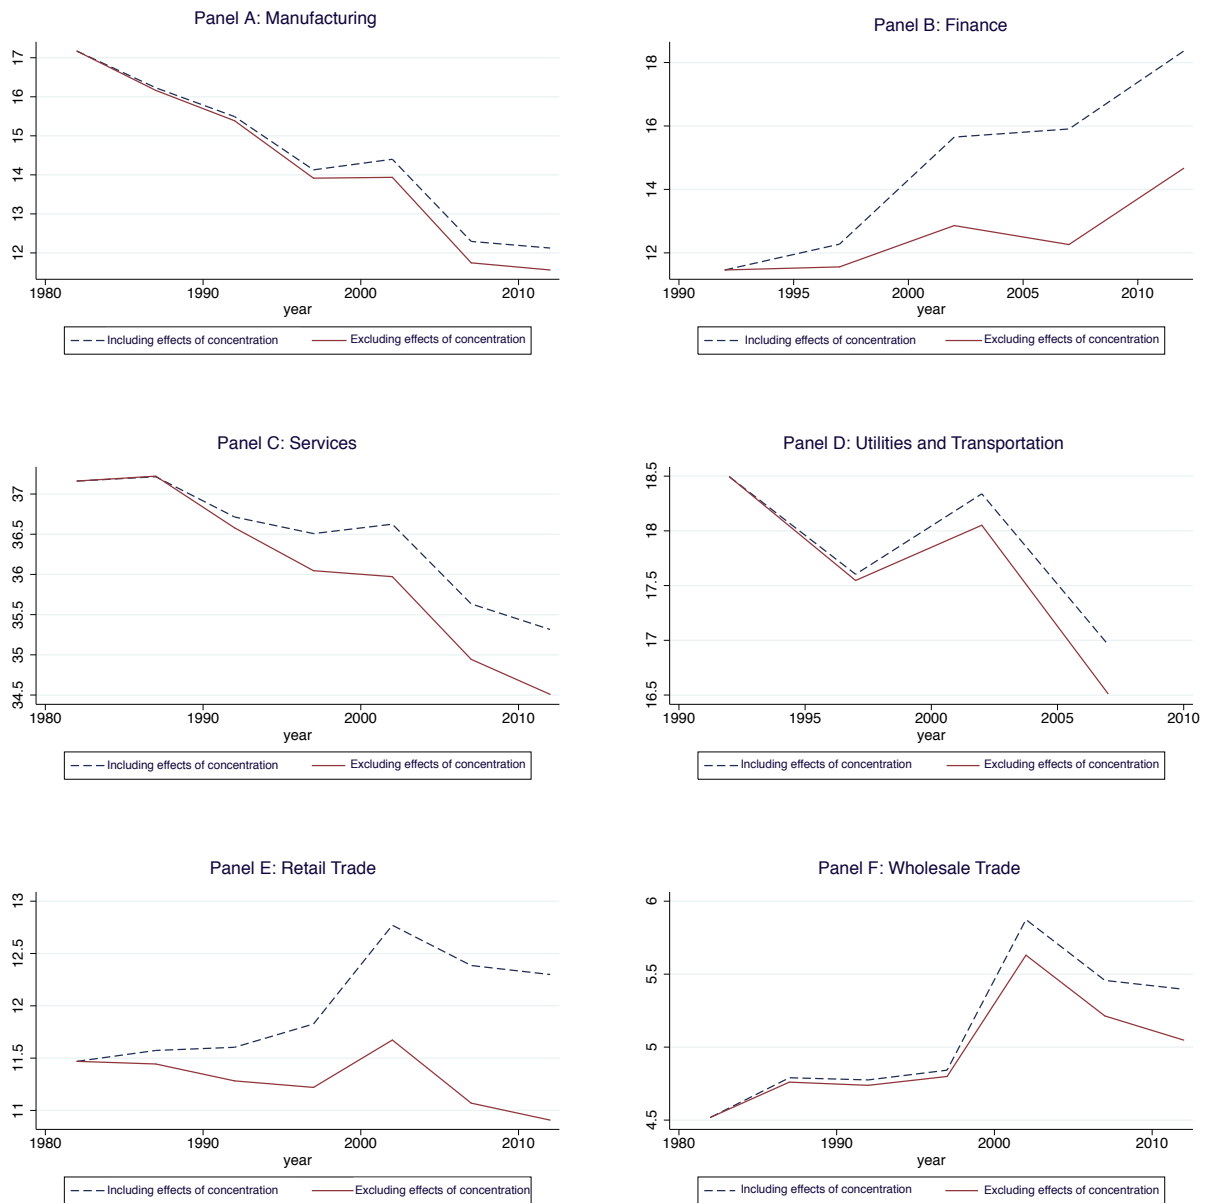 Panel A: Manufacturing
17
16
15
14
13
12
1980
1990
2000
2010
year
Including effects of concentration
Excluding effects of concentration
Panel B: Finance
18
16
14
12
1990
1995
2000
2005
2010
year
Including effects of concentration
Excluding effects of concentration
Panel C: Services
37
36.5
36
35.5
35
34.5
1980
1990
2000
2010
year
Including effects of concentration
Excluding effects of concentration
Panel D: Utilities and Transportation
18.5
18
17.5
17
16.5
1990
1995
2000
2005
2010
year
Including effects of concentration
Excluding effects of concentration
Panel E: Retail Trade
13
12.5
12
11.5
11
1980
1990
2000
2010
year
Including effects of concentration
Excluding effects of concentration
Panel F: Wholesale Trade
6
5.5
5
4.5
1980
1990
2000
2010
year
Including effects of concentration
Excluding effects of concentration